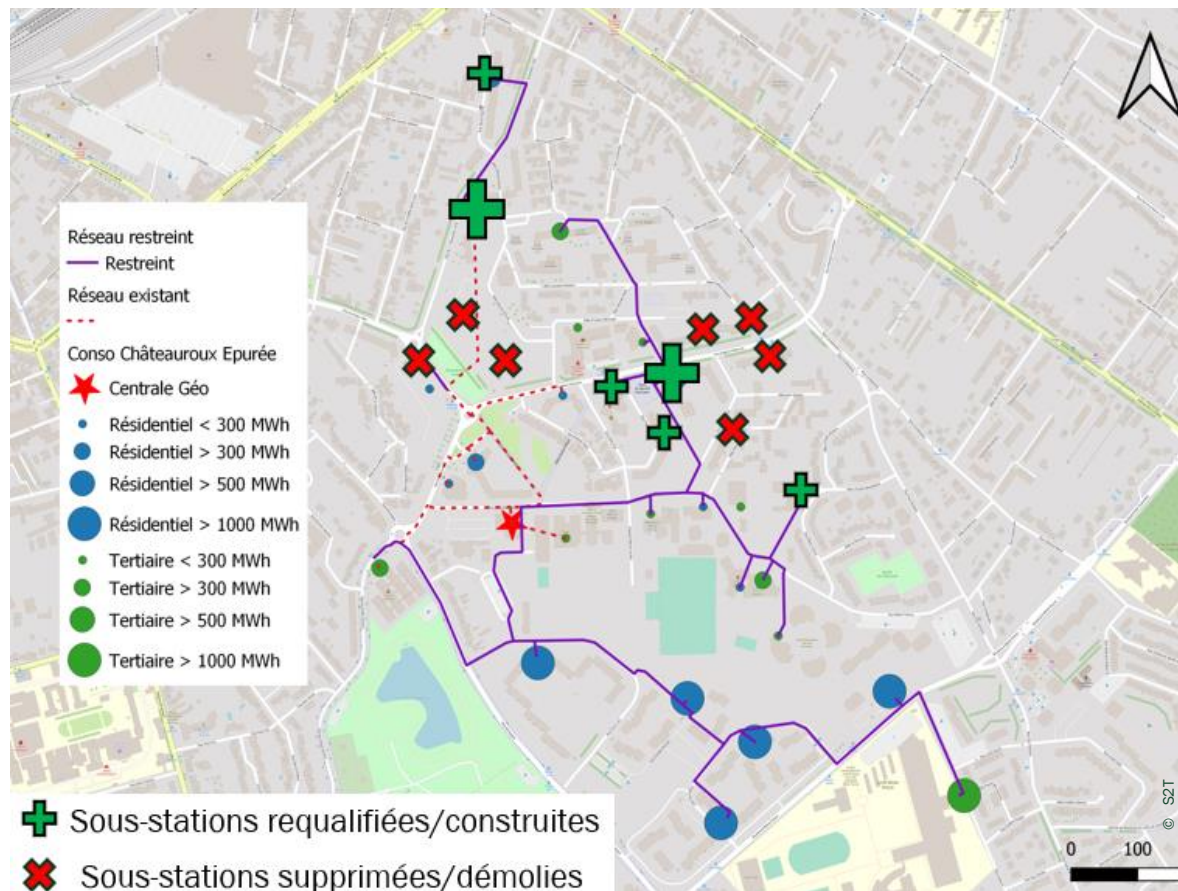 Réseau restreint
Restreint
Réseau existant
Conso Châteauroux Epurée
Centrale Géo
Résidentiel < 300 MWh
Résidentiel > 300 MWh
Résidentiel > 500 MWh
Résidentiel > 1000 MWh
Tertiaire < 300 MWh
Tertiaire > 300 MWh
Tertiaire > 500 MWh
Tertiaire > 1000 MWh
Sous-stations requalifiées/construites
Sous-stations supprimées/démolies
© S2T
0 100